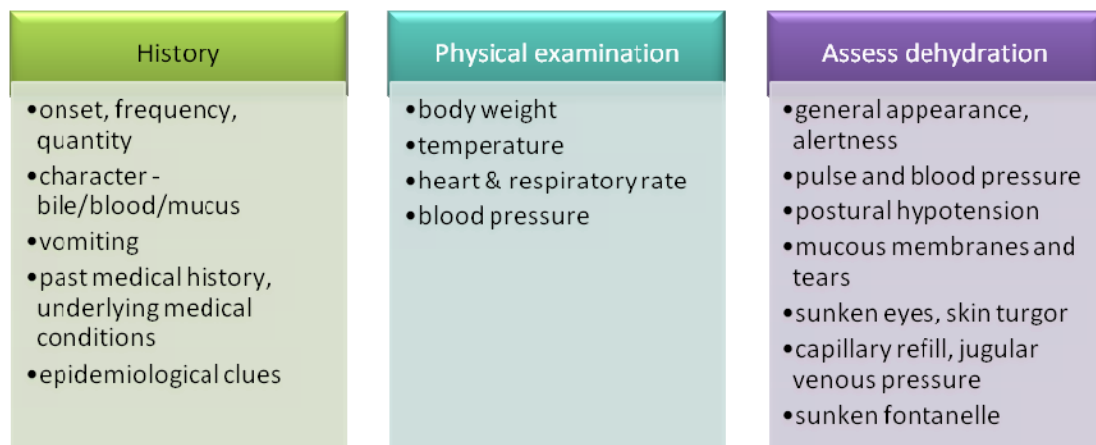 History
•onset, frequency,
quantity
•character -
bile/blood/mucus
•vomiting
•past medical history,
underlying medical
conditions
•epidemiological clues
Physical examination
•body weight
•temperature
•heart & respiratory rate
•blood pressure
Assess dehydration
•general appearance,
alertness
•pulse and blood pressure
•postural hypotension
•mucous membranes and
tears
•sunken eyes, skin turgor
•capillary refill, jugular
venous pressure
•sunken fontanelle